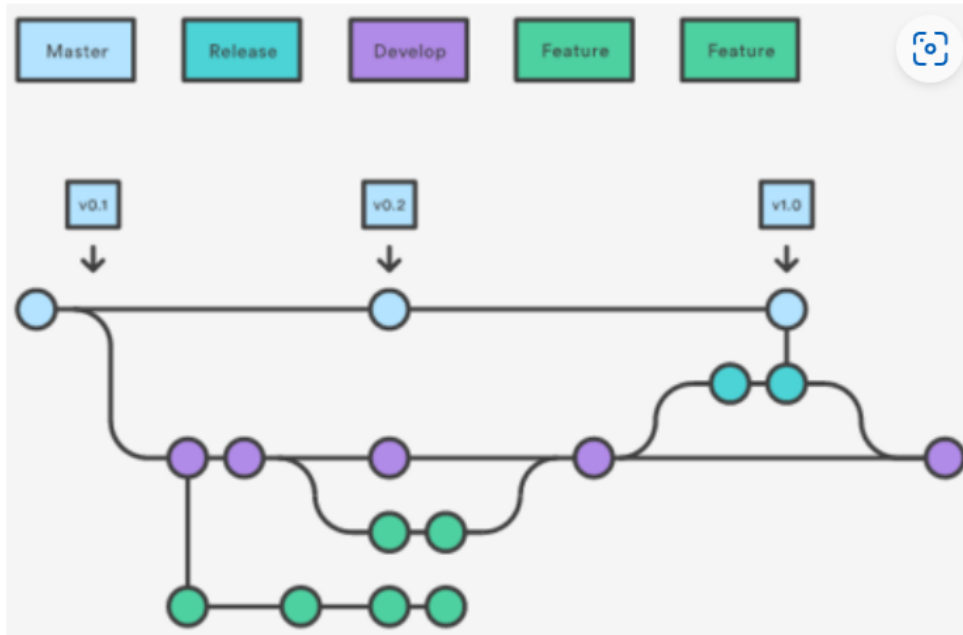 Master
Release
Develop
Feature
Feature
v0.1
v0.2
v1.0